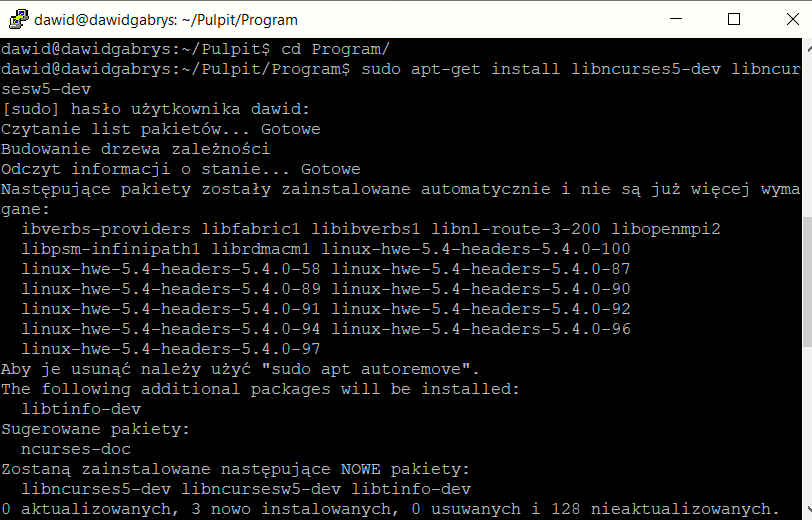 dawid@dawidgabrys: ~/Pulpit/Program
dawid@dawidgabrys:~/Pulpit$ cd Program/
dawid@dawidgabrys:~/Pulpit/Program$ sudo apt-get install libncurses5-dev libncur
sesw5-dev
[sudo] hasło użytkownika dawid:
Czytanie list pakietów... Gotowe
Budowanie drzewa zależności
Odczyt informacji o stanie... Gotowe
Następujące pakiety zostały zainstalowane automatycznie i nie są już więcej wyma
gane:
  ibverbs-providers libfabric1 libibverbs1 libnl-route-3-200 libopenmpi2
  libpsm-infinipath1 librdmacm1 linux-hwe-5.4-headers-5.4.0-100
  linux-hwe-5.4-headers-5.4.0-58 linux-hwe-5.4-headers-5.4.0-87
  linux-hwe-5.4-headers-5.4.0-89 linux-hwe-5.4-headers-5.4.0-90
  linux-hwe-5.4-headers-5.4.0-91 linux-hwe-5.4-headers-5.4.0-92
  linux-hwe-5.4-headers-5.4.0-94 linux-hwe-5.4-headers-5.4.0-96
  linux-hwe-5.4-headers-5.4.0-97
Aby je usunąć należy użyć "sudo apt autoremove".
The following additional packages will be installed:
  libtinfo-dev
Sugerowane pakiety:
  ncurses-doc
Zostaną zainstalowane następujące NOWE pakiety:
  libncurses5-dev libncursesw5-dev libtinfo-dev
0 aktualizowanych, 3 nowo instalowanych, 0 usuwanych i 128 nieaktualizowanych.